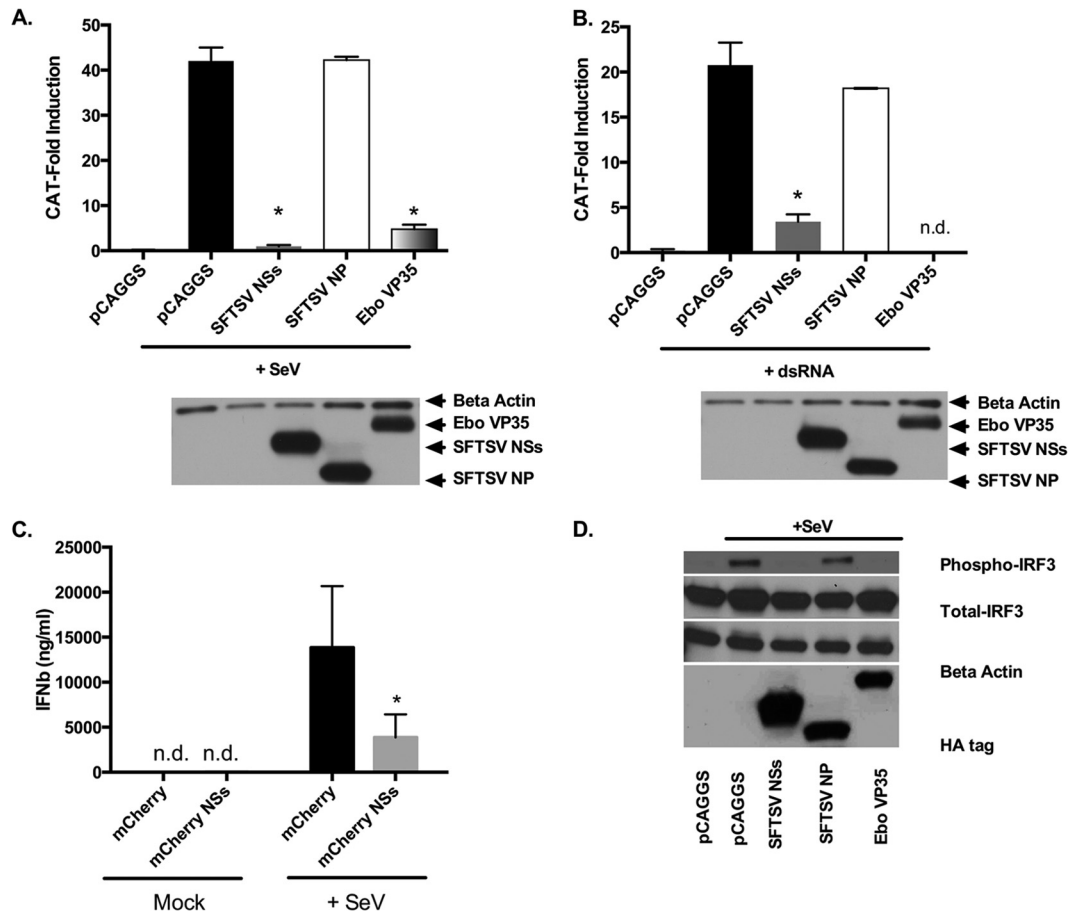 A.
CAT-Fold Induction
50
40
30
20
10
0
*
*
pCAGGS
pCAGGS
SFTSV NSs
SFTSV NP
Ebo VP35
+ SeV
Beta Actin
Ebo VP35
SFTSV NSs
SFTSV NP
B.
CAT-Fold Induction
25
20
15
10
5
0
*
n.d.
pCAGGS
pCAGGS
SFTSV NSs
SFTSV NP
Ebo VP35
+ dsRNA
Beta Actin
Ebo VP35
SFTSV NSs
SFTSV NP
C.
IFNb (ng/ml)
25000
20000
15000
10000
5000
0
n.d.
n.d.
*
mCherry
mCherry NSs
mCherry
mCherry NSs
Mock
+ SeV
D.
+SeV
Phospho-IRF3
Total-IRF3
Beta Actin
HA tag
pCAGGS
pCAGGS
SFTSV NSs
SFTSV NP
Ebo VP35